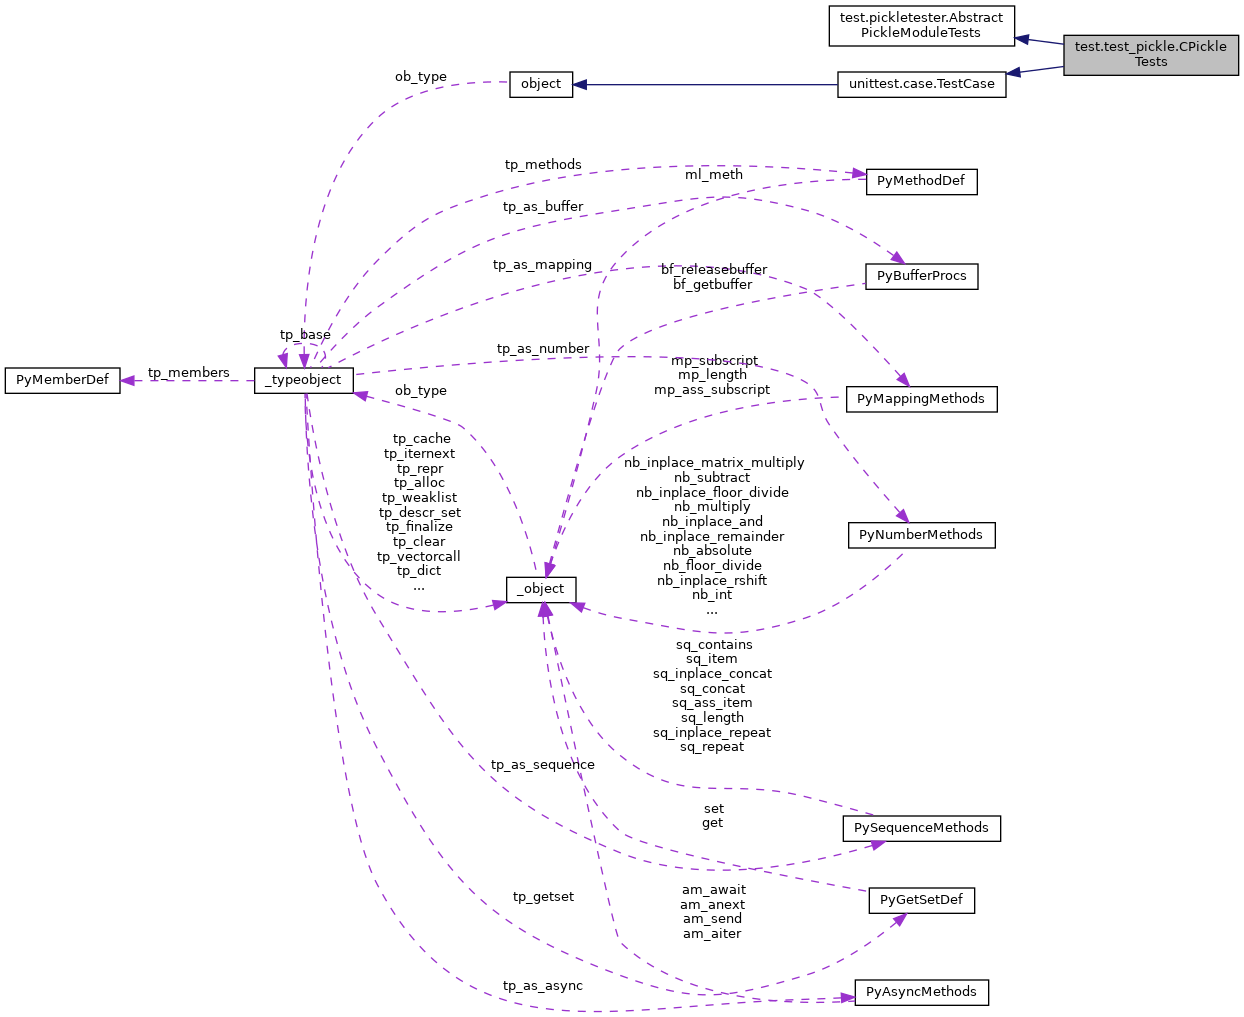 test.pickletester.Abstract
PickleModuleTests
test.test_pickle.CPickle
Tests
ob_type
object
unittest.case.TestCase
tp_methods
ml_meth
PyMethodDef
tp_as_buffer
tp_as_mapping
bf_releasebuffer
bf_getbuffer
PyBufferProcs
tp_base
tp_as_number
mp_subscript
mp_length
mp_ass_subscript
PyMemberDef
tp_members
_typeobject
ob_type
PyMappingMethods
tp_cache
tp_iternext
tp_repr
tp_alloc
tp_weaklist
tp_descr_set
tp_finalize
tp_clear
tp_vectorcall
tp_dict
...
nb_inplace_matrix_multiply
nb_subtract
nb_inplace_floor_divide
nb_multiply
nb_inplace_and
nb_inplace_remainder
nb_absolute
nb_floor_divide
nb_inplace_rshift
nb_int
...
PyNumberMethods
_object
sq_contains
sq_item
sq_inplace_concat
sq_concat
sq_ass_item
sq_length
sq_inplace_repeat
sq_repeat
tp_as_sequence
set
get
PySequenceMethods
tp_getset
am_await
am_anext
am_send
am_aiter
PyGetSetDef
tp_as_async
PyAsyncMethods